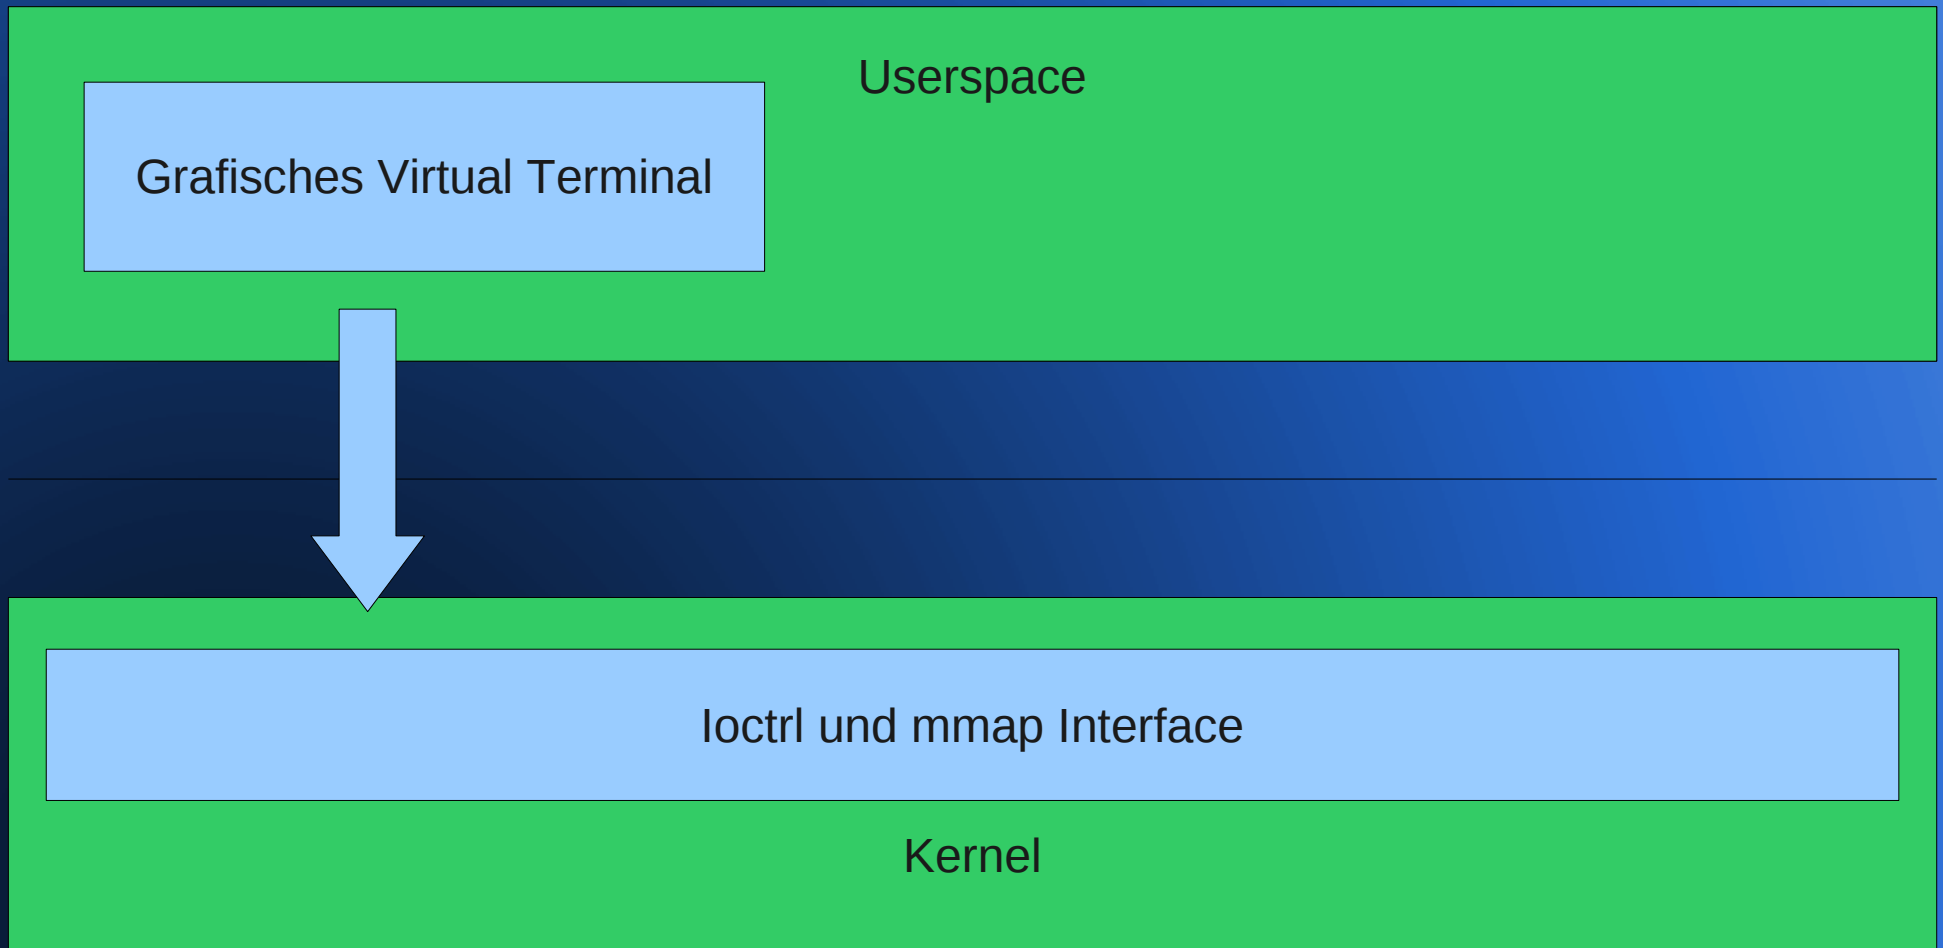 Userspace
Grafisches Virtual Terminal
Ioctrl und mmap Interface
Kernel